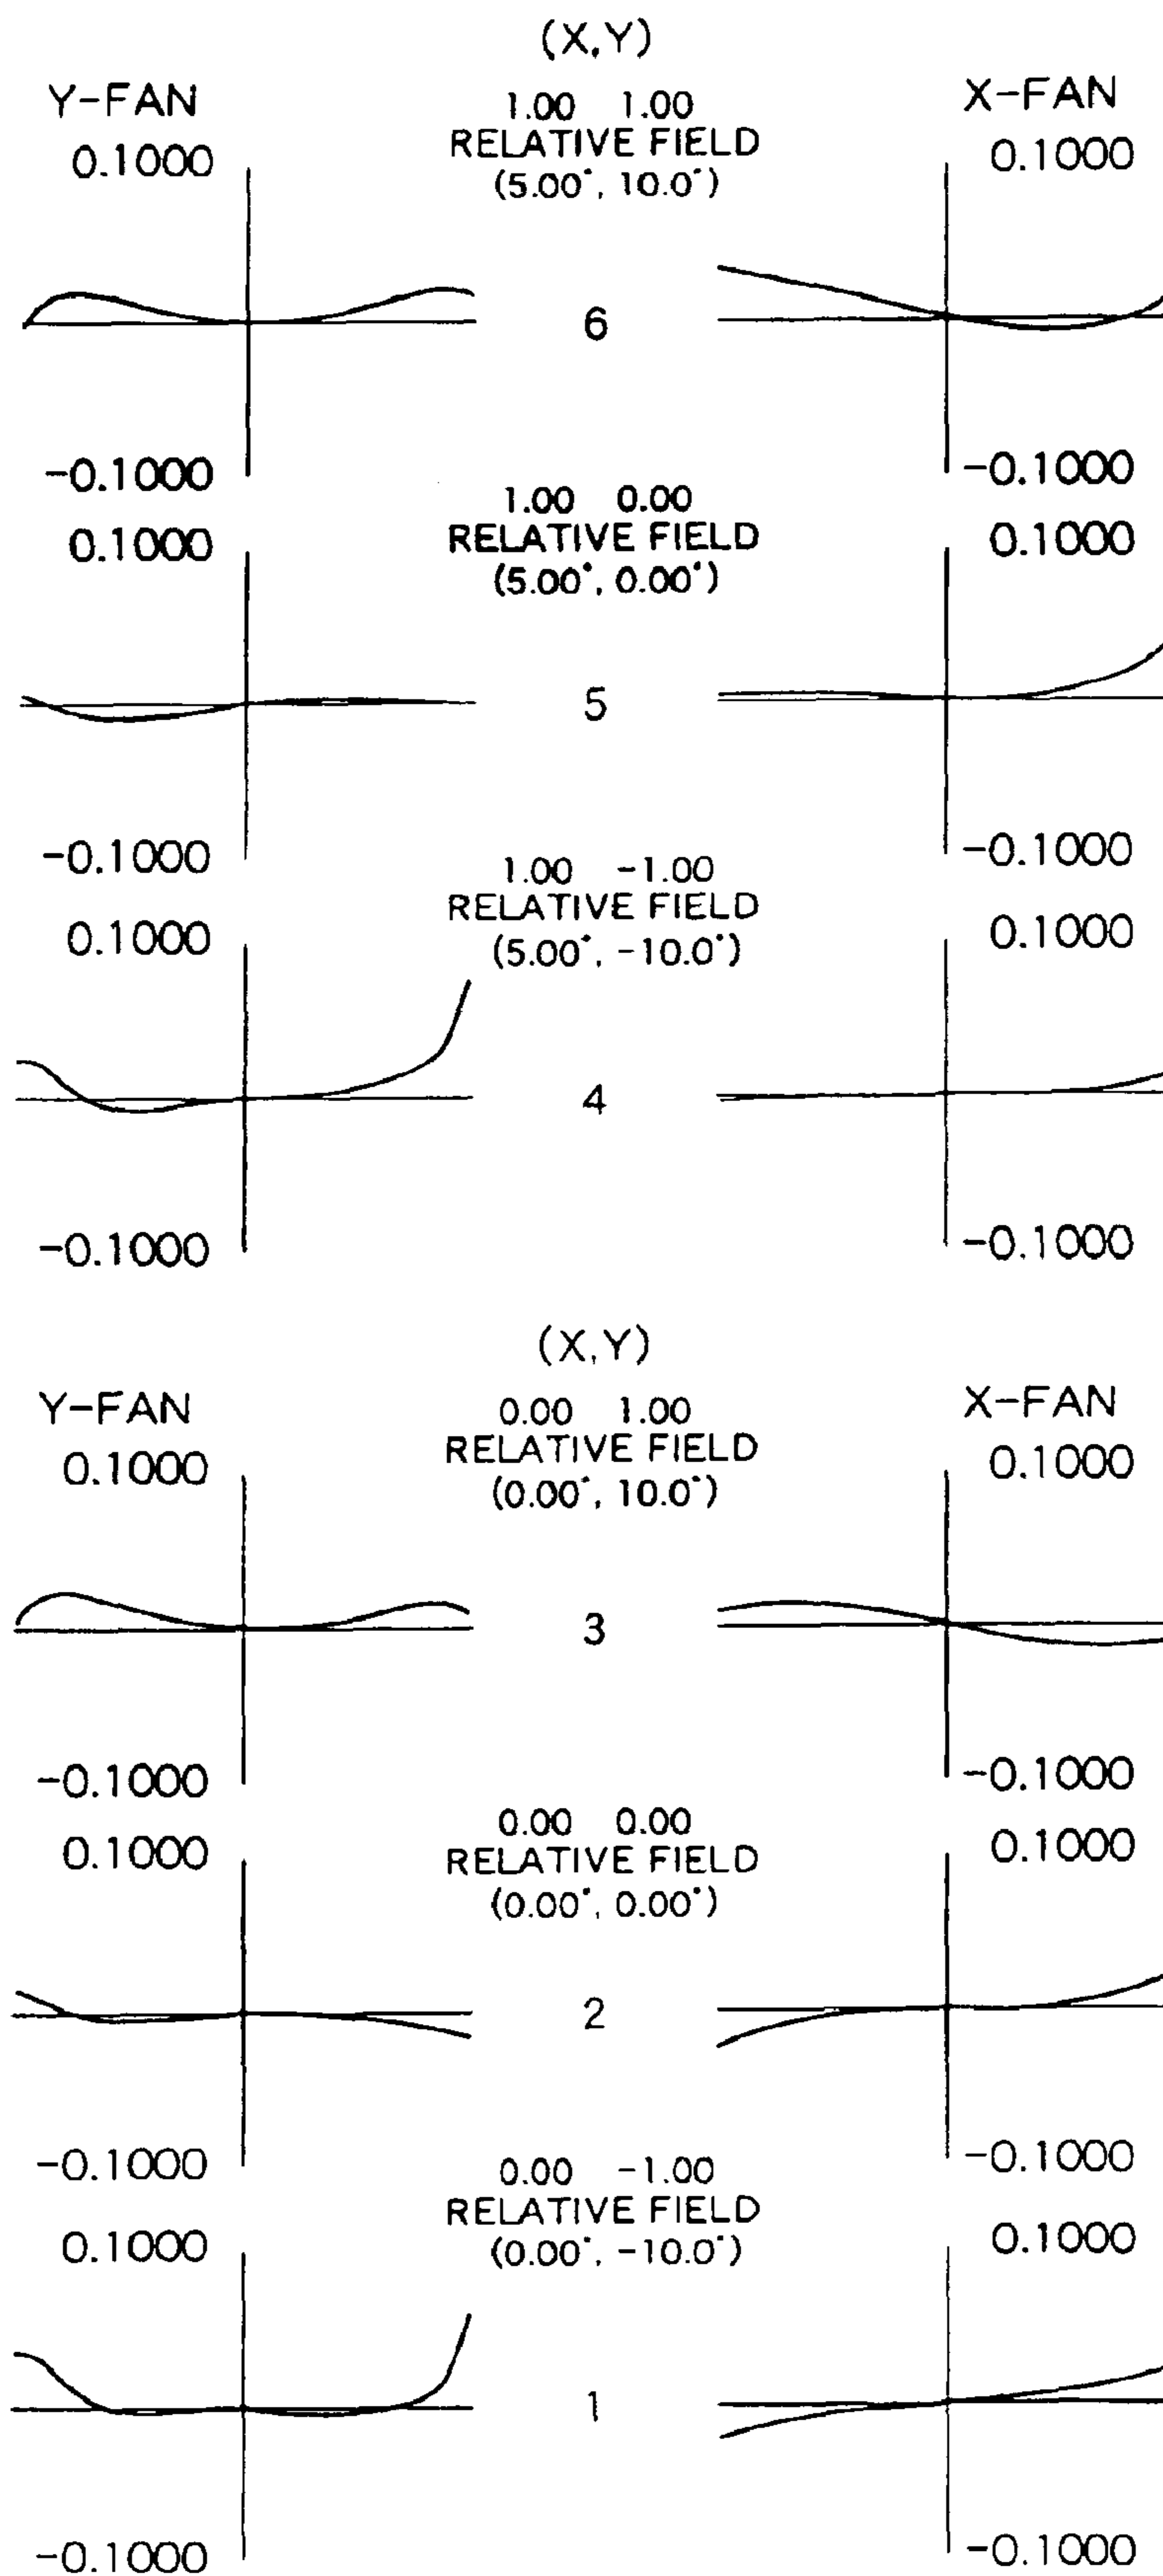 (X,Y)
Y-FAN 1.00 1.00 X-FAN
0.1000 RELATIVE FIELD 0.1000
(5.00°, 10.0°)
6
-0.1000 -0.1000
1.00 0.00
0.1000 RELATIVE FIELD 0.1000
(5.00°, 0.00°)
5
-0.1000 -0.1000
1.00 -1.00
RELATIVE FIELD
0.1000 (5.00°, -10.0°) 0.1000
4
-0.1000 -0.1000
(X,Y)
Y-FAN 0.00 1.00 X-FAN
0.1000 RELATIVE FIELD 0.1000
(0.00°, 10.0°)
3
-0.1000 -0.1000
0.00 0.00
0.1000 RELATIVE FIELD 0.1000
(0.00°, 0.00°)
2
-0.1000 -0.1000
0.00 -1.00
RELATIVE FIELD
0.1000 (0.00°, -10.0°) 0.1000
1
-0.1000 -0.1000